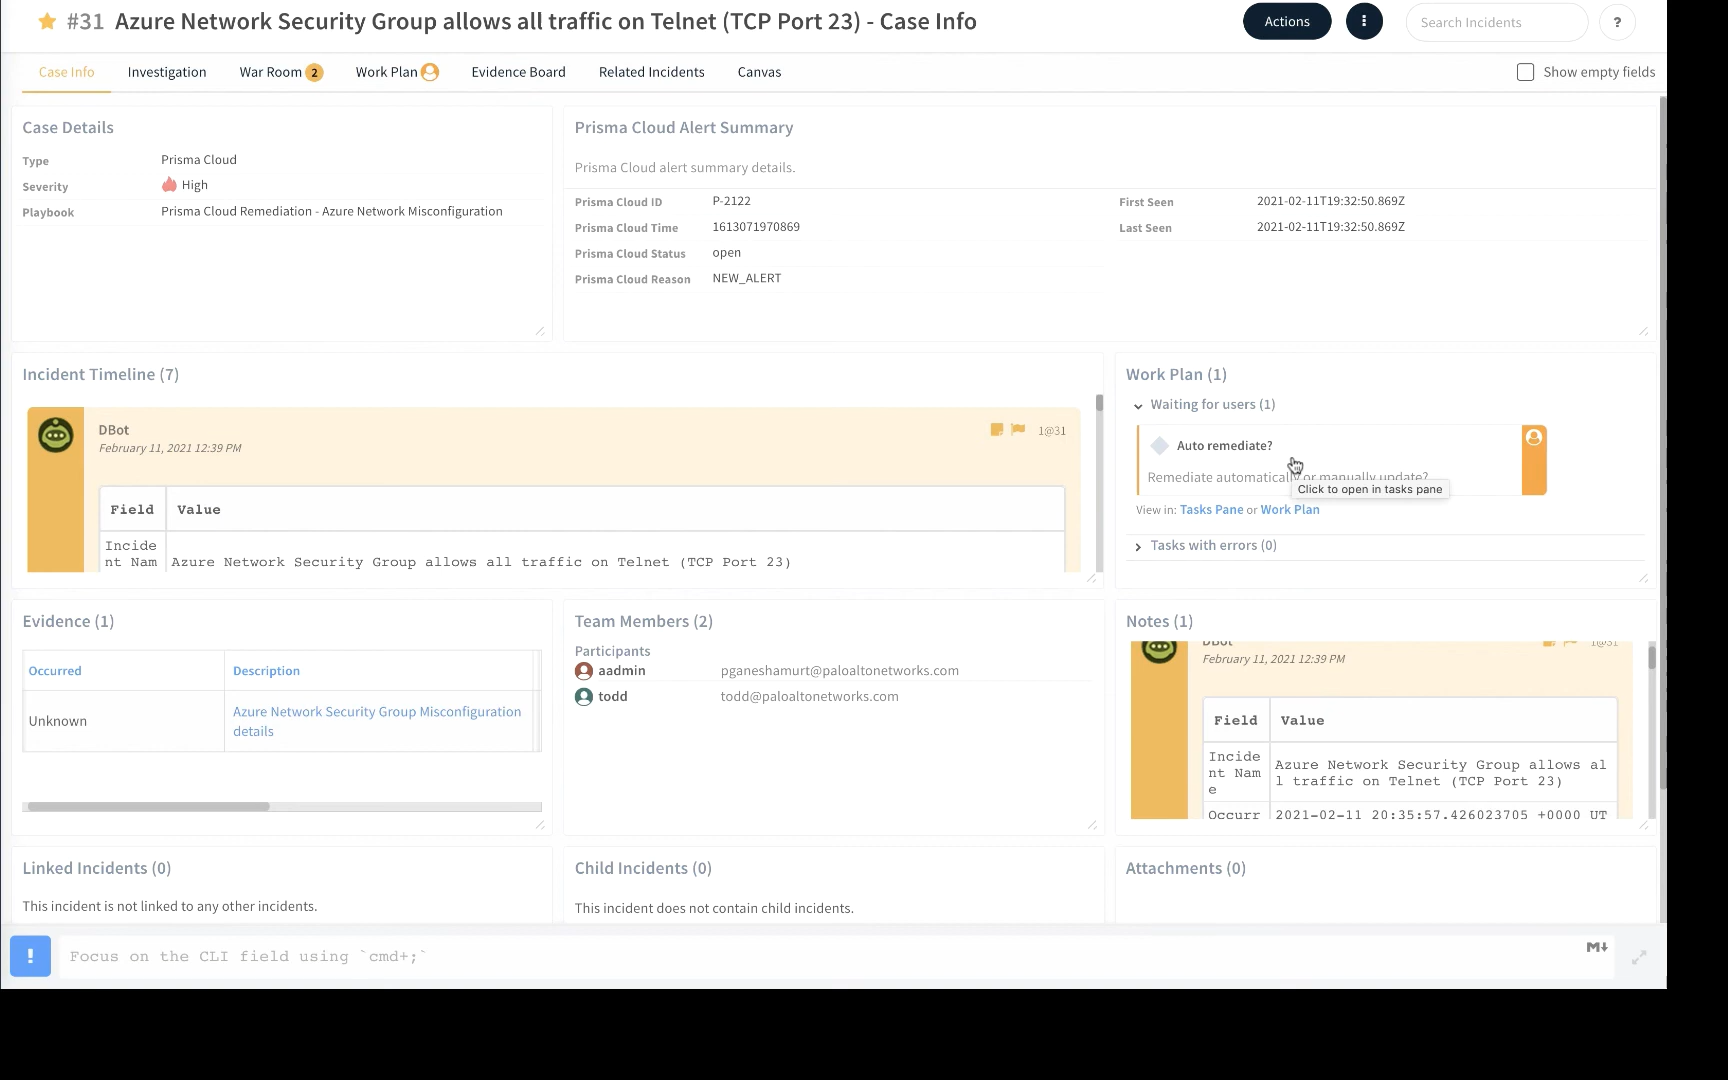 #31 Azure Network Security Group allows all traffic on Telnet (TCP Port 23) - Case Info
Actions
Search Incidents
?
Case Info
Investigation
War Room 2
Work Plan
Evidence Board
Related Incidents
Canvas
Show empty fields
Case Details
Type Prisma Cloud
Severity High
Playbook Prisma Cloud Remediation - Azure Network Misconfiguration
Prisma Cloud Alert Summary
Prisma Cloud alert summary details.
Prisma Cloud ID P-2122
Prisma Cloud Time 1613071970869
Prisma Cloud Status open
Prisma Cloud Reason NEW_ALERT
First Seen 2021-02-11T19:32:50.869Z
Last Seen 2021-02-11T19:32:50.869Z
Incident Timeline (7)
DBot
February 11, 2021 12:39 PM
1@31
Field Value
Incide
nt Nam Azure Network Security Group allows all traffic on Telnet (TCP Port 23)
Work Plan (1)
Waiting for users (1)
Auto remediate?
Remediate automatically or manually update?
Click to open in tasks pane
View in: Tasks Pane or Work Plan
Tasks with errors (0)
Evidence (1)
Occurred Description
Unknown
Azure Network Security Group Misconfiguration
details
Team Members (2)
Participants
aadmin pganeshamurt@paloaltonetworks.com
todd todd@paloaltonetworks.com
Notes (1)
DBot
1@31
February 11, 2021 12:39 PM
Field Value
Incide
nt Nam
e
Azure Network Security Group allows al
l traffic on Telnet (TCP Port 23)
Occurr 2021-02-11 20:35:57.426023705 +0000 UT
Linked Incidents (0)
This incident is not linked to any other incidents.
Child Incidents (0)
This incident does not contain child incidents.
Attachments (0)
! Focus on the CLI field using `cmd+;`
M